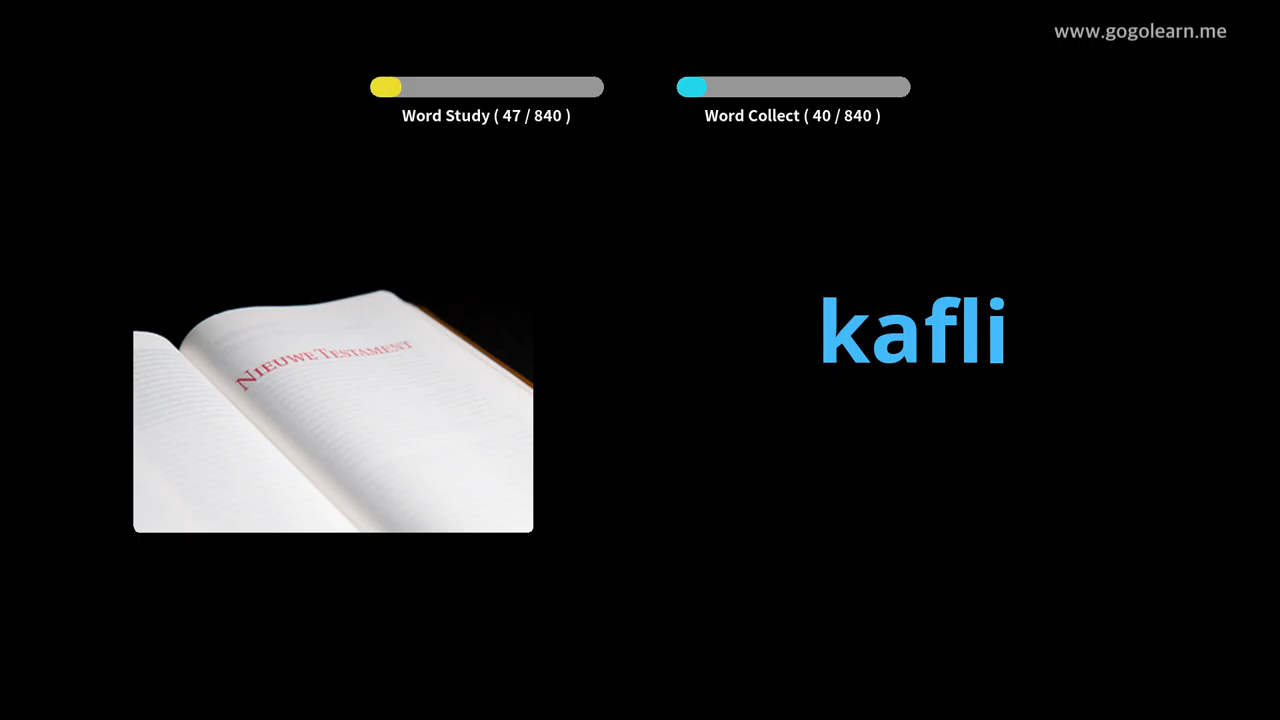 www.gogolearn.me
Word Study ( 47 / 840 )
Word Collect ( 40 / 840 )
NIEUWE TESTAMENT
kafli